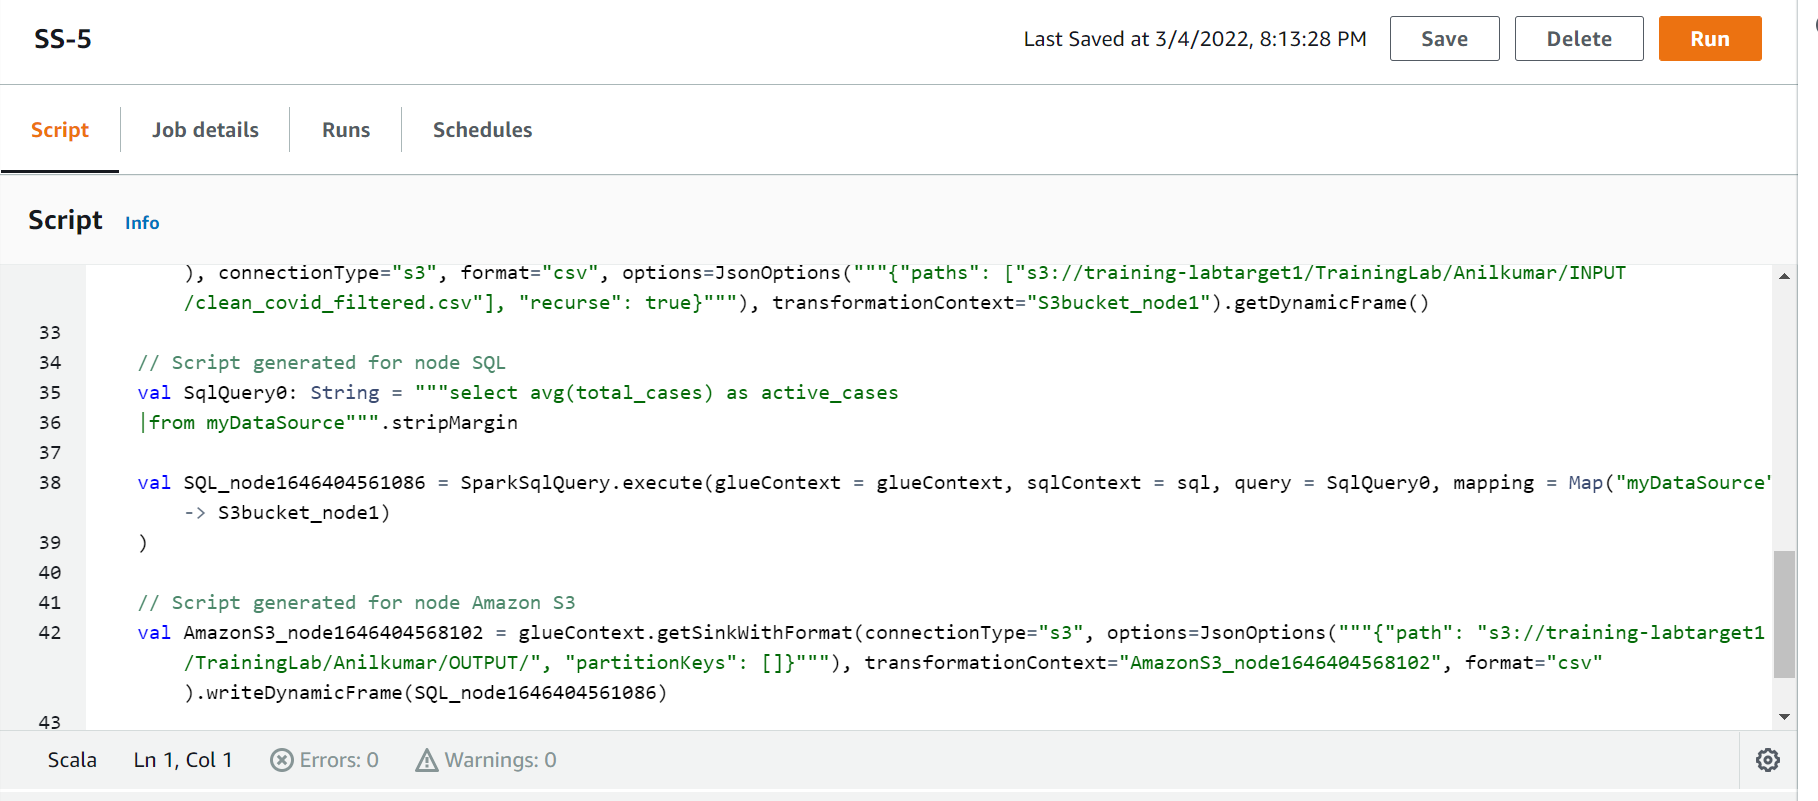 SS-5
Last Saved at 3/4/2022, 8:13:28 PM
Save
Delete
Run
Script
Job details
Runs
Schedules
Script Info
), connectionType="s3", format="csv", options=JsonOptions("""{"paths": ["s3://training-labtarget1/TrainingLab/Anilkumar/INPUT
/clean_covid_filtered.csv"], "recurse": true}"""), transformationContext="S3bucket_node1").getDynamicFrame()
33
34 // Script generated for node SQL
35 val SqlQuery0: String = """select avg(total_cases) as active_cases
36 |from myDataSource""".stripMargin
37
38 val SQL_node1646404561086 = SparkSqlQuery.execute(glueContext = glueContext, sqlContext = sql, query = SqlQuery0, mapping = Map("myDataSource"
-> S3bucket_node1)
39 )
40
41 // Script generated for node Amazon S3
42 val AmazonS3_node1646404568102 = glueContext.getSinkWithFormat(connectionType="s3", options=JsonOptions("""{"path": "s3://training-labtarget1
/TrainingLab/Anilkumar/OUTPUT/", "partitionKeys": []}"""), transformationContext="AmazonS3_node1646404568102", format="csv"
).writeDynamicFrame(SQL_node1646404561086)
43
Scala Ln 1, Col 1 Errors: 0 Warnings: 0